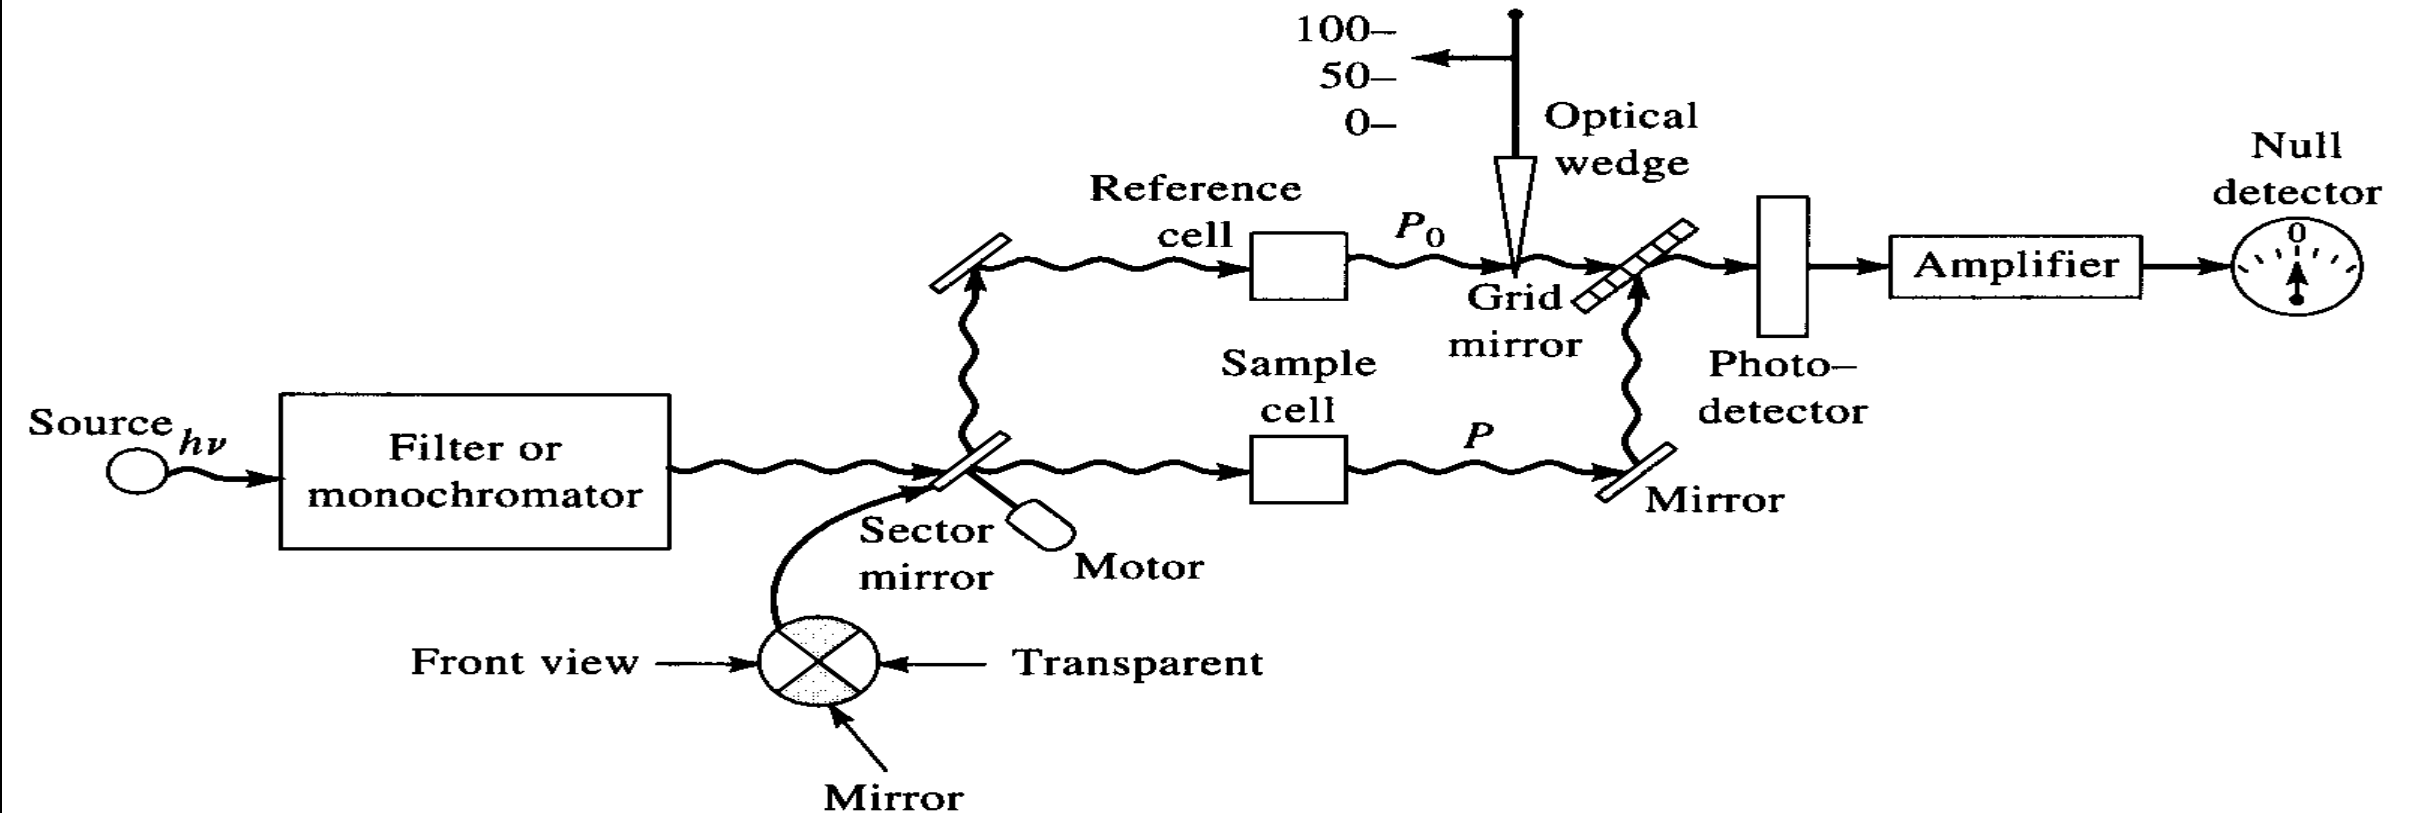 100–
50–
0–
Optical
wedge
Null
detector
0
Reference
cell
P0
Grid
mirror
Amplifier
Photo–
detector
Sample
cell
P
Mirror
Source
hν
Filter or
monochromator
Sector
mirror
Motor
Front view
Transparent
Mirror